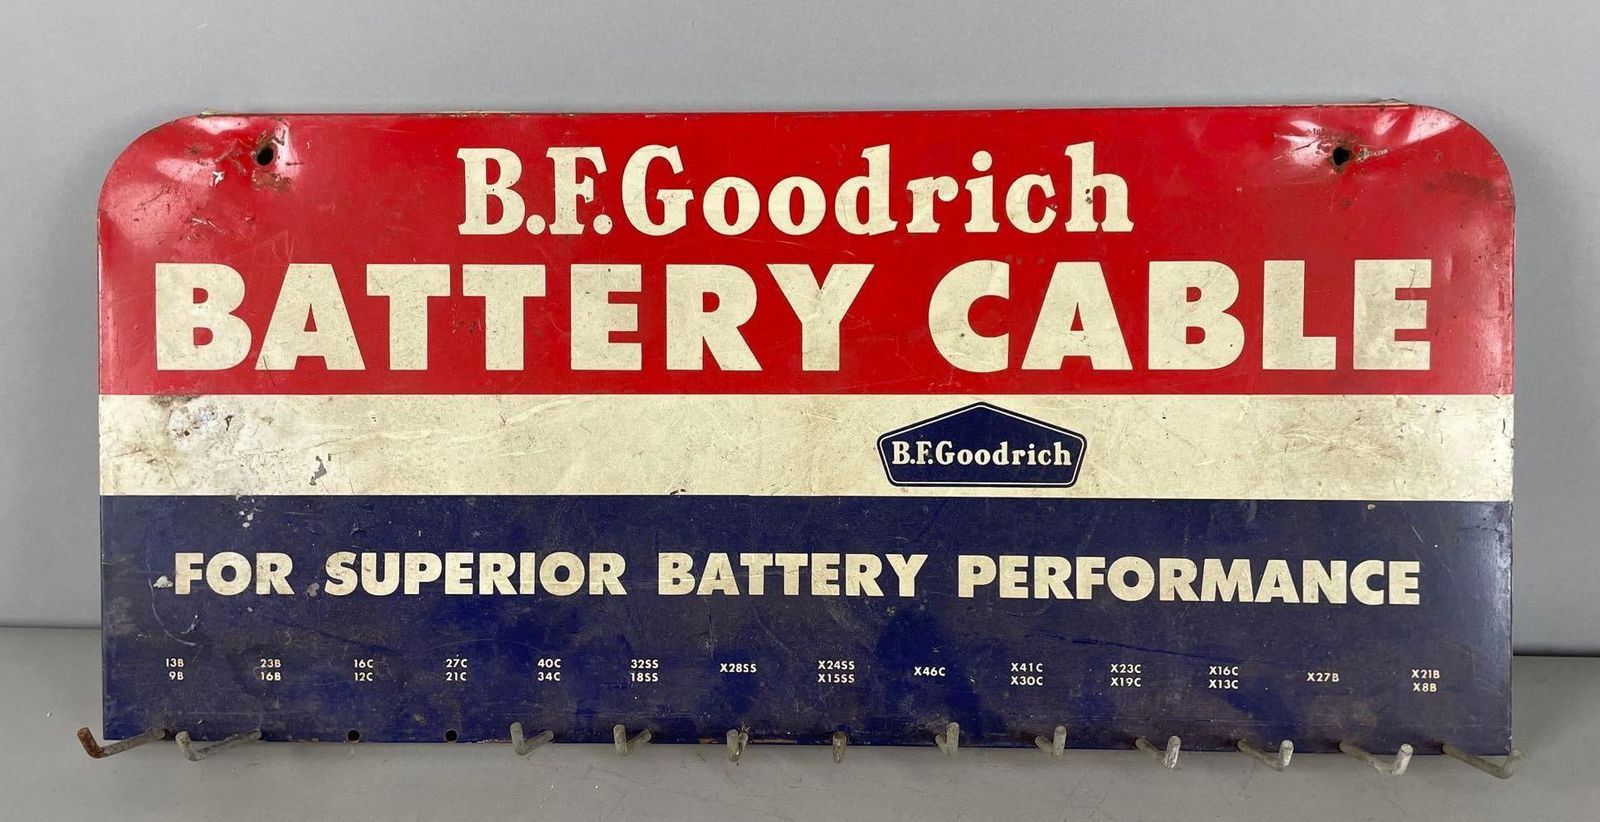 B.F.Goodrich
BATTERY CABLE
B.F.Goodrich
FOR SUPERIOR BATTERY PERFORMANCE
13B 23B 16C 27C 40C 32SS X28SS X24SS X46C X41C X23C X16C X27B X21B
9B 16B 12C 21C 34C 18SS X15SS X30C X19C X13C X8B